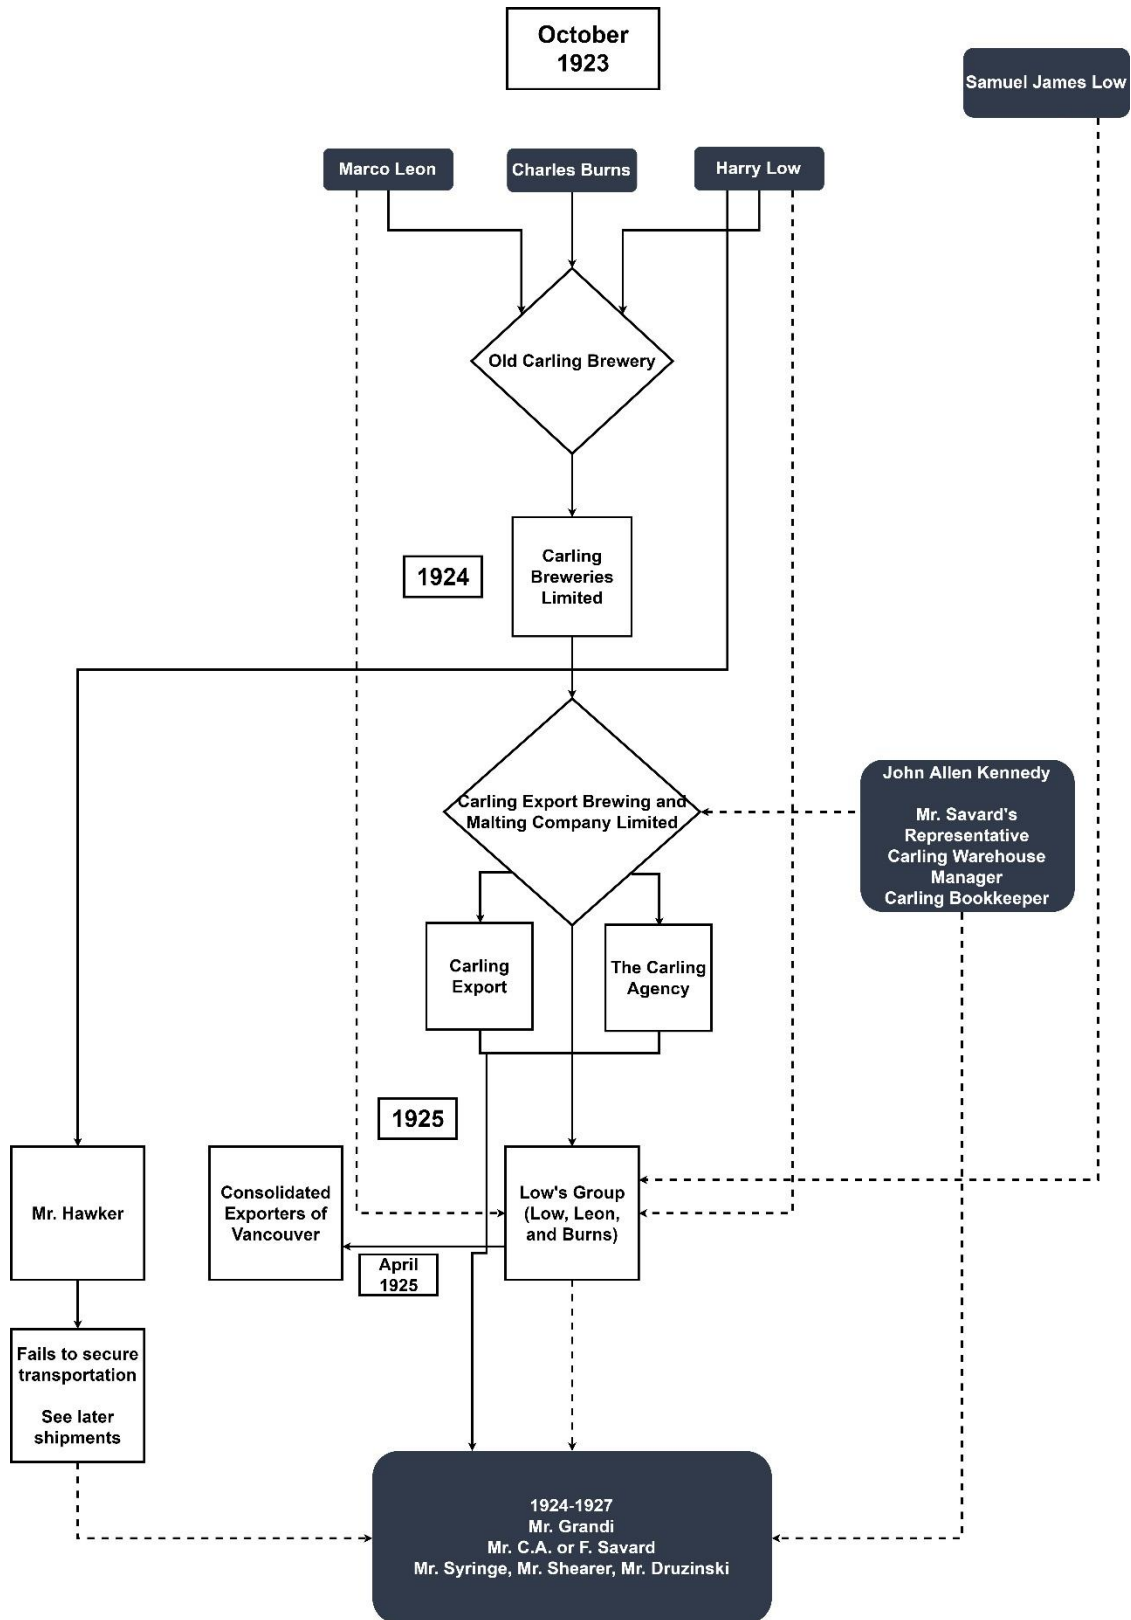 October
1923
Samuel James Low
Marco Leon
Charles Burns
Harry Low
Old Carling Brewery
1924
Carling
Breweries
Limited
Carling Export Brewing and
Malting Company Limited
John Allen Kennedy
Mr. Savard's
Representative
Carling Warehouse
Manager
Carling Bookkeeper
Carling
Export
The Carling
Agency
1925
Mr. Hawker
Consolidated
Exporters of
Vancouver
Low's Group
(Low, Leon,
and Burns)
April
1925
Fails to secure
transportation
See later
shipments
1924-1927
Mr. Grandi
Mr. C.A. or F. Savard
Mr. Syringe, Mr. Shearer, Mr. Druzinski